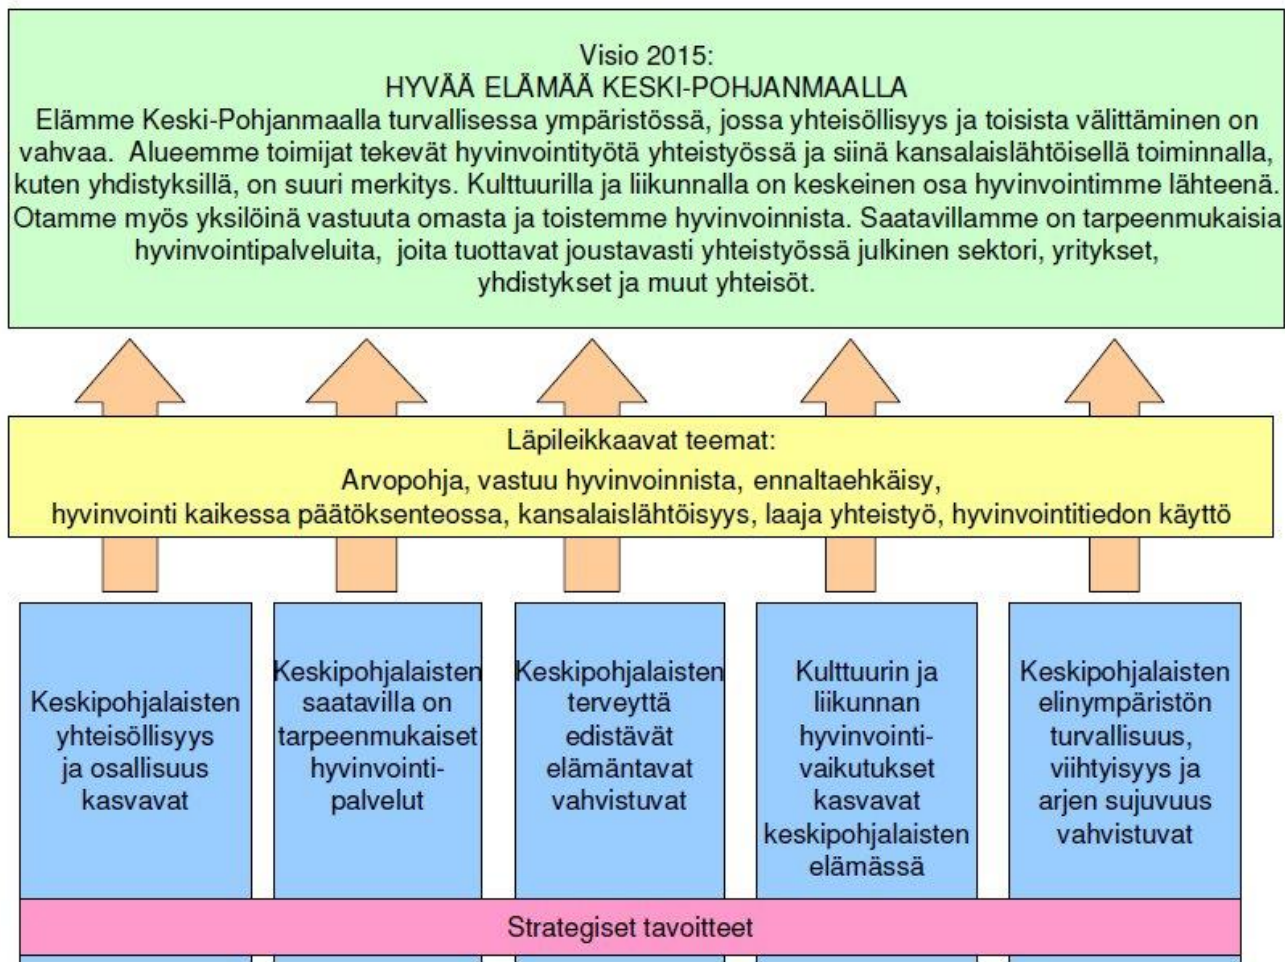 Visio 2015:
HYVÄÄ ELÄMÄÄ KESKI-POHJANMAALLA
Elämme Keski-Pohjanmaalla turvallisessa ympäristössä, jossa yhteisöllisyys ja toisista välittäminen on
vahvaa. Alueemme toimijat tekevät hyvinvointityötä yhteistyössä ja siinä kansalaislähtöisellä toiminnalla,
kuten yhdistyksillä, on suuri merkitys. Kulttuurilla ja liikunnalla on keskeinen osa hyvinvointimme lähteenä.
Otamme myös yksilöinä vastuuta omasta ja toistemme hyvinvoinnista. Saatavillamme on tarpeenmukaisia
hyvinvointipalveluita, joita tuottavat joustavasti yhteistyössä julkinen sektori, yritykset,
yhdistykset ja muut yhteisöt.
Läpileikkaavat teemat:
Arvopohja, vastuu hyvinvoinnista, ennaltaehkäisy,
hyvinvointi kaikessa päätöksenteossa, kansalaislähtöisyys, laaja yhteistyö, hyvinvointitiedon käyttö
Keskipohjalaisten
yhteisöllisyys
ja osallisuus
kasvavat
Keskipohjalaisten
saatavilla on
tarpeenmukaiset
hyvinvointi-
palvelut
Keskipohjalaisten
terveyttä
edistävät
elämäntavat
vahvistuvat
Kulttuurin ja
liikunnan
hyvinvointi-
vaikutukset
kasvavat
keskipohjalaisten
elämässä
Keskipohjalaisten
elinympäristön
turvallisuus,
viihtyisyys ja
arjen sujuvuus
vahvistuvat
Strategiset tavoitteet